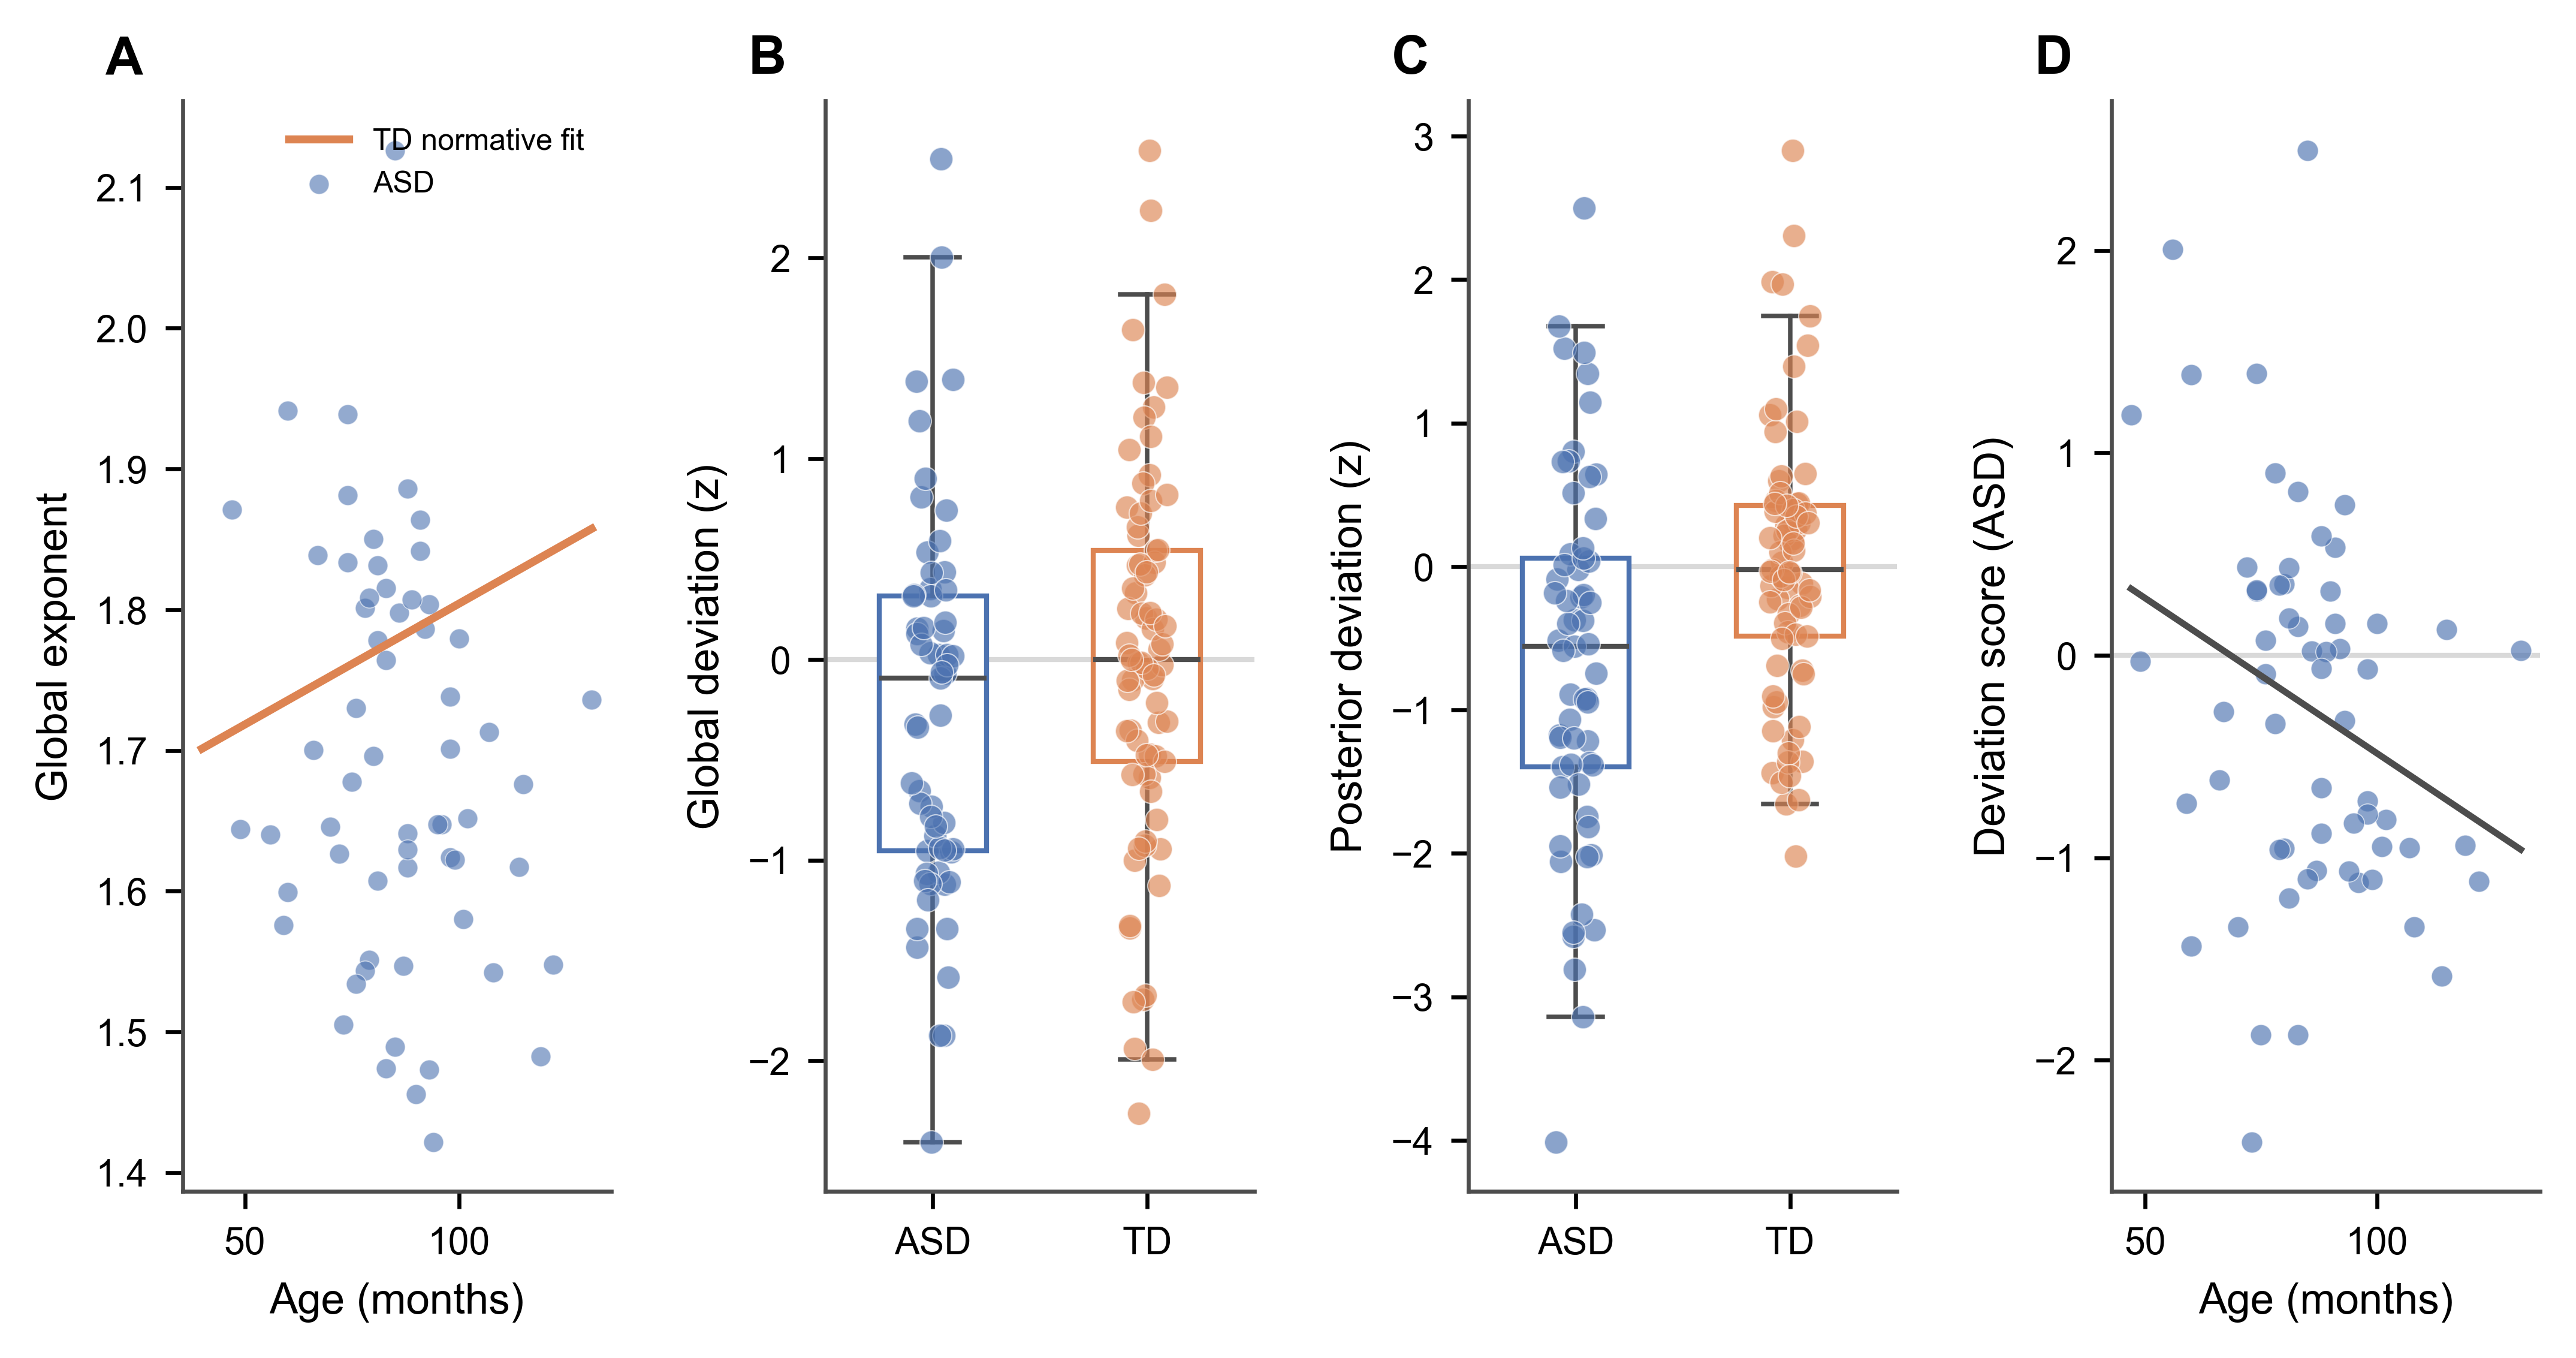 A
TD normative fit
ASD
2.1
2.0
1.9
1.8
1.7
1.6
1.5
1.4
Global exponent
50
100
Age (months)
B
2
1
0
−1
−2
Global deviation (z)
ASD
TD
C
3
2
1
0
−1
−2
−3
−4
Posterior deviation (z)
ASD
TD
D
2
1
0
−1
−2
Deviation score (ASD)
50
100
Age (months)